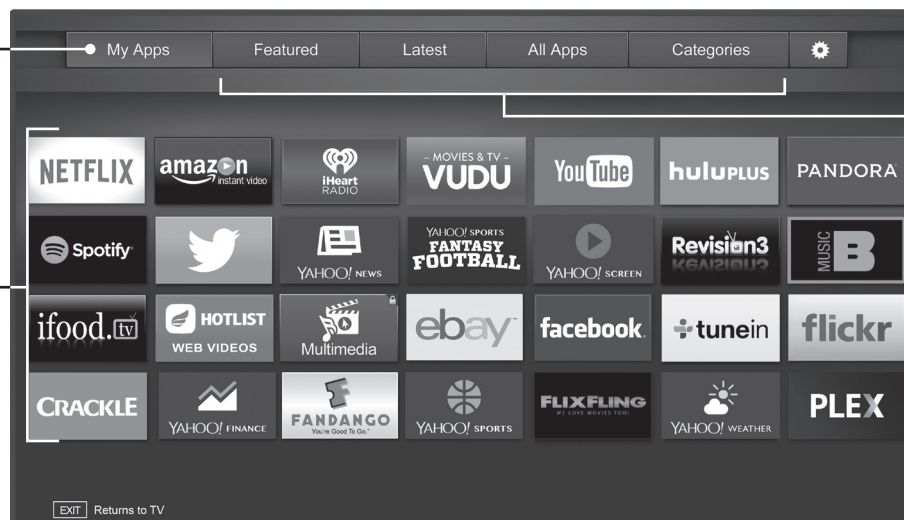 My Apps
Featured
Latest
All Apps
Categories
NETFLIX
amazon
instant video
iHeart
RADIO
- MOVIES & TV -
VUDU
YouTube
huluPLUS
PANDORA
Spotify
YAHOO! NEWS
YAHOO! SPORTS
FANTASY
FOOTBALL
YAHOO! SCREEN
Revision3
MUSIC B
ifood.tv
HOTLIST
WEB VIDEOS
Multimedia
ebay
facebook.
tunein
flickr
CRACKLE
YAHOO! FINANCE
FANDANGO
You're Good To Go.
YAHOO! SPORTS
FLIXFLING
WE LOVE MOVIES TOO!
YAHOO! WEATHER
PLEX
EXIT Returns to TV